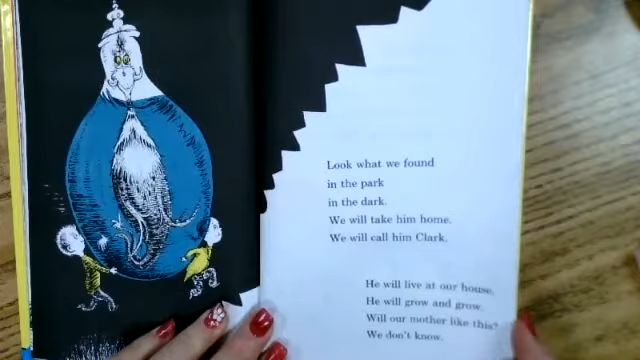 Look what we found
in the park
in the dark.
We will take him home.
We will call him Clark.
He will live at our house.
He will grow and grow.
Will our mother like this?
We don't know.